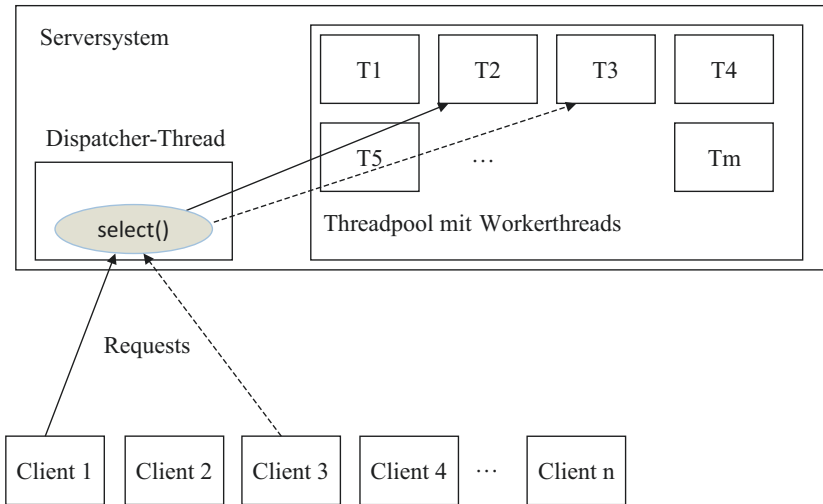 Serversystem
T1
T2
T3
T4
Dispatcher-Thread
T5
...
Tm
select()
Threadpool mit Workerthreads
Requests
Client 1
Client 2
Client 3
Client 4
...
Client n